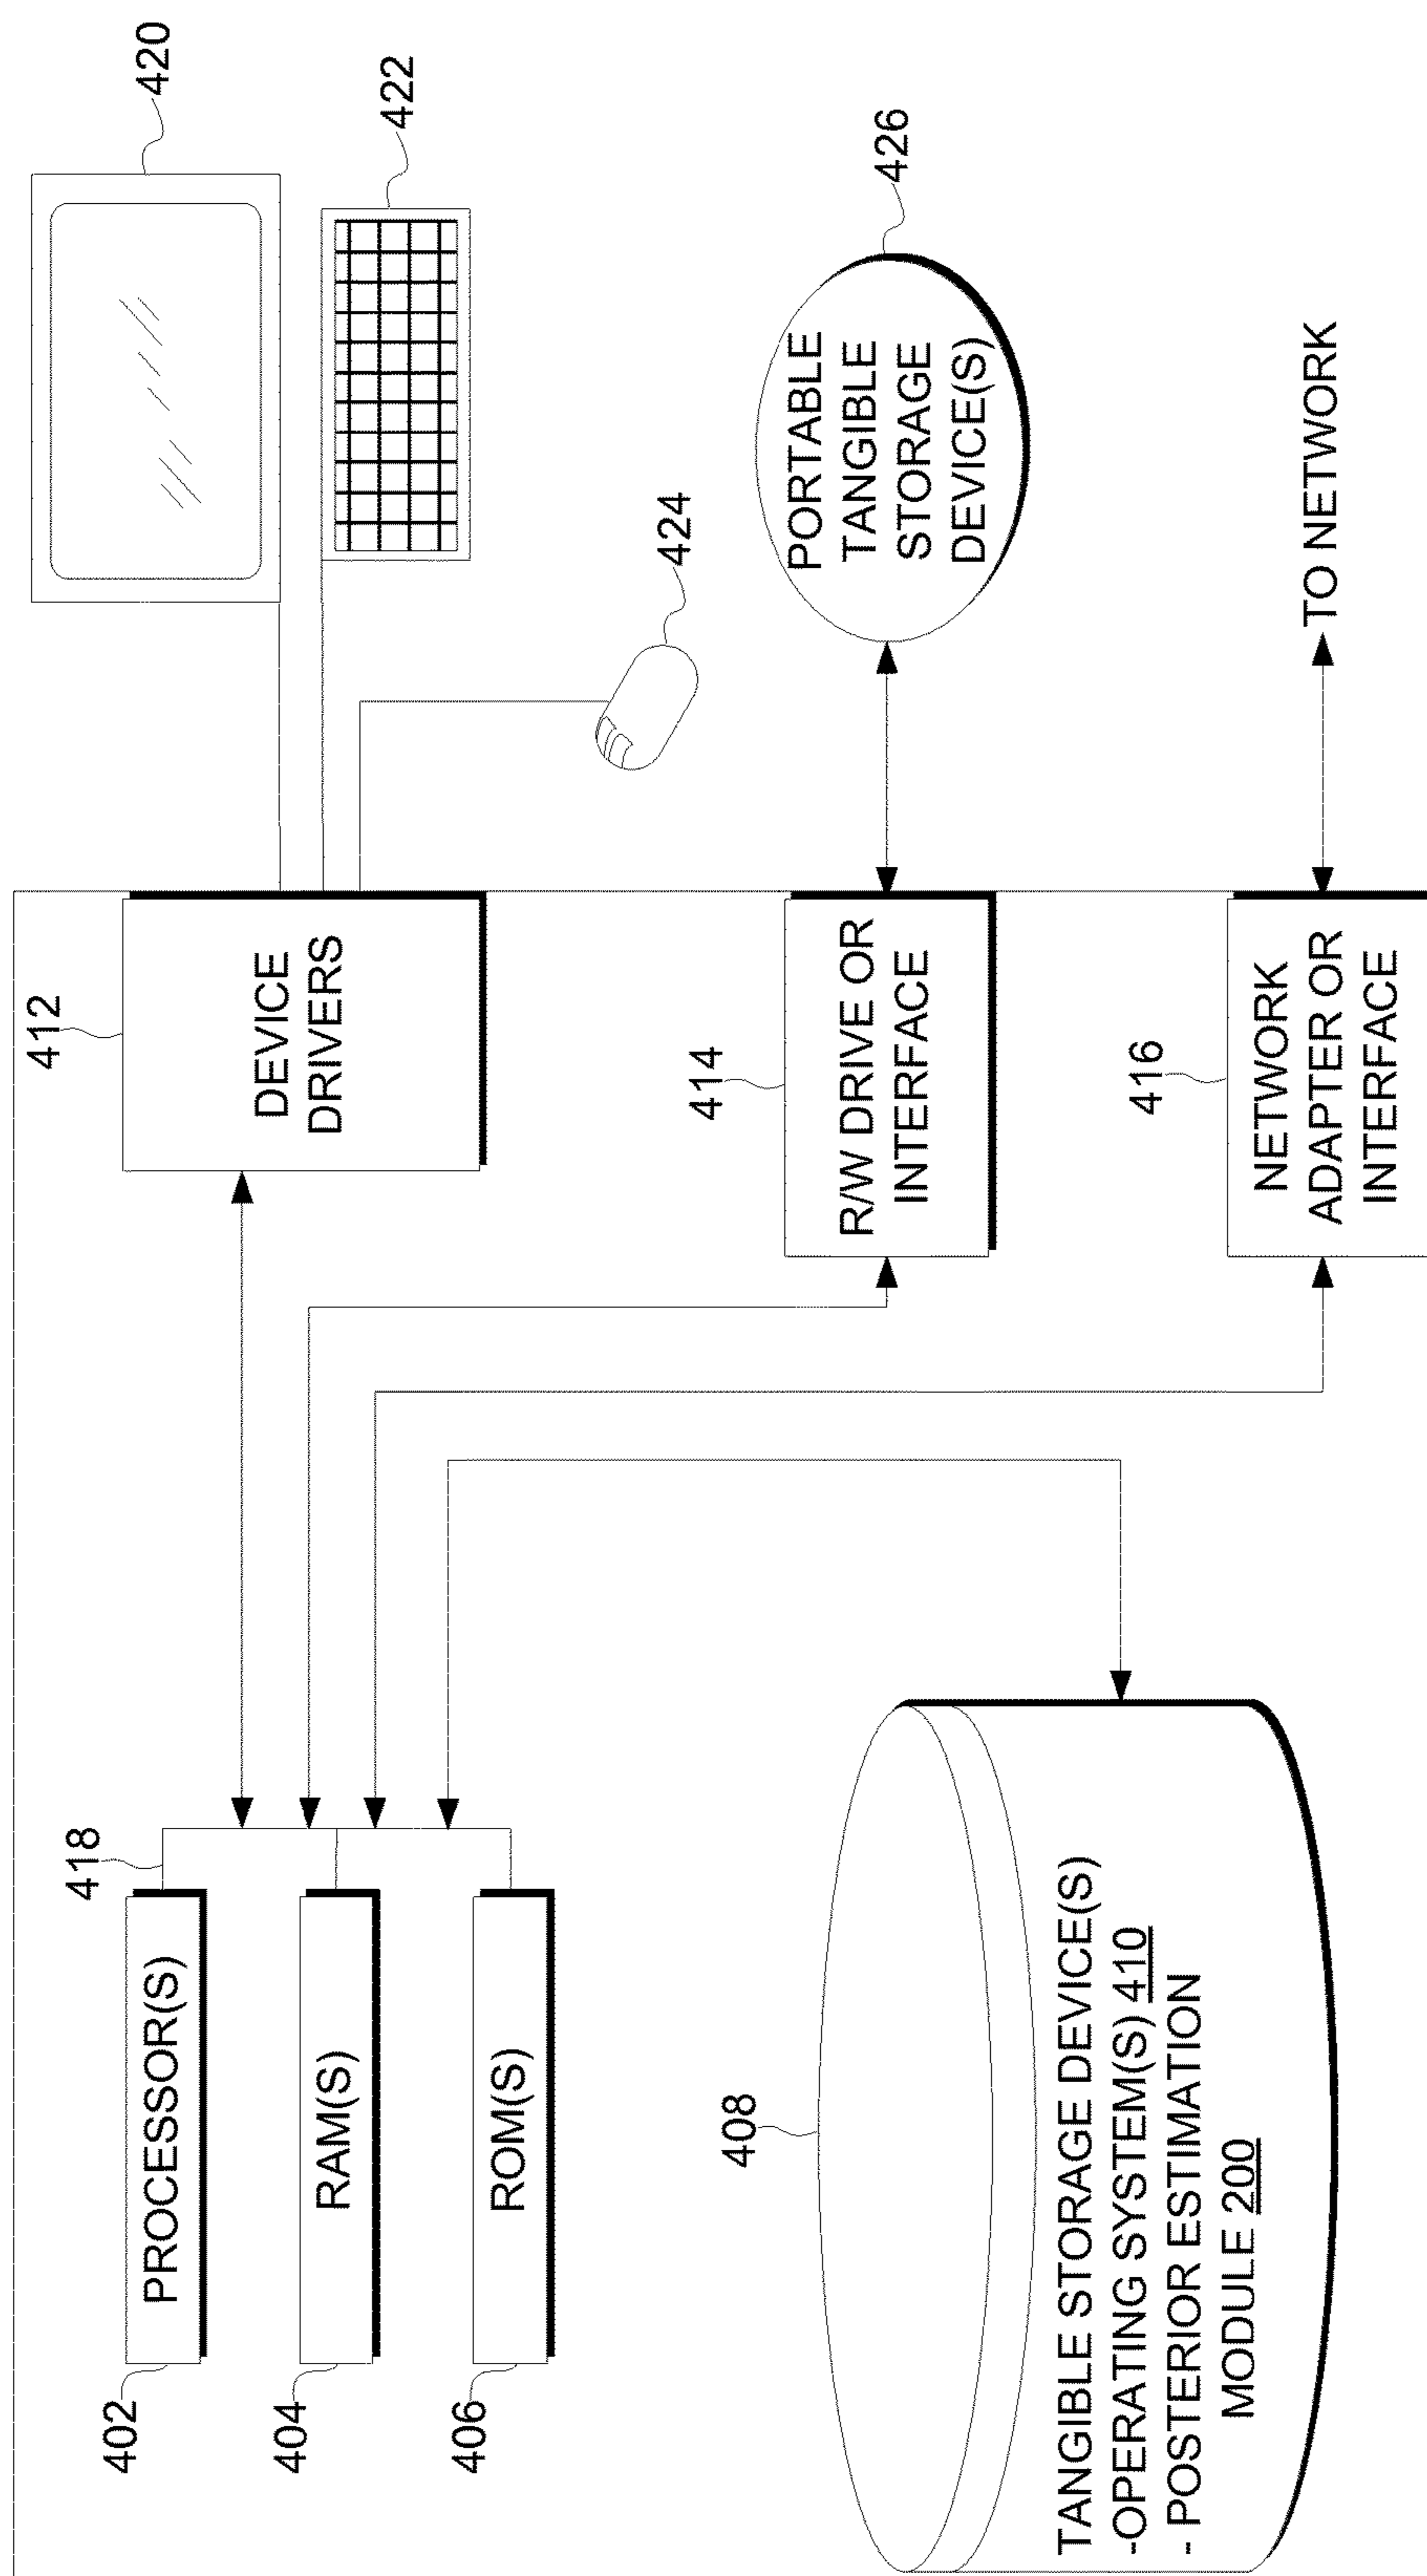 402
PROCESSOR(S)
418
404
RAM(S)
406
ROM(S)
412
DEVICE
DRIVERS
420
422
424
414
R/W DRIVE OR
INTERFACE
PORTABLE
TANGIBLE
STORAGE
DEVICE(S)
426
408
TANGIBLE STORAGE DEVICE(S)
-OPERATING SYSTEM(S) 410
- POSTERIOR ESTIMATION
MODULE 200
416
NETWORK
ADAPTER OR
INTERFACE
TO NETWORK